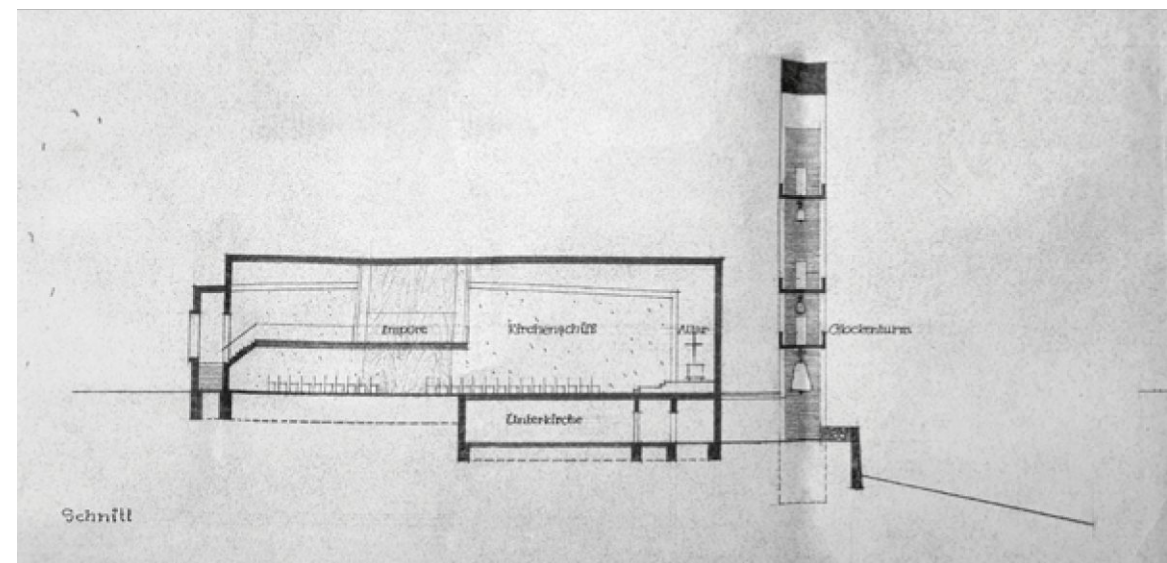 Empore
Kirchenschiff
Altar
Glockenturm
Unterkirche
Schnitt